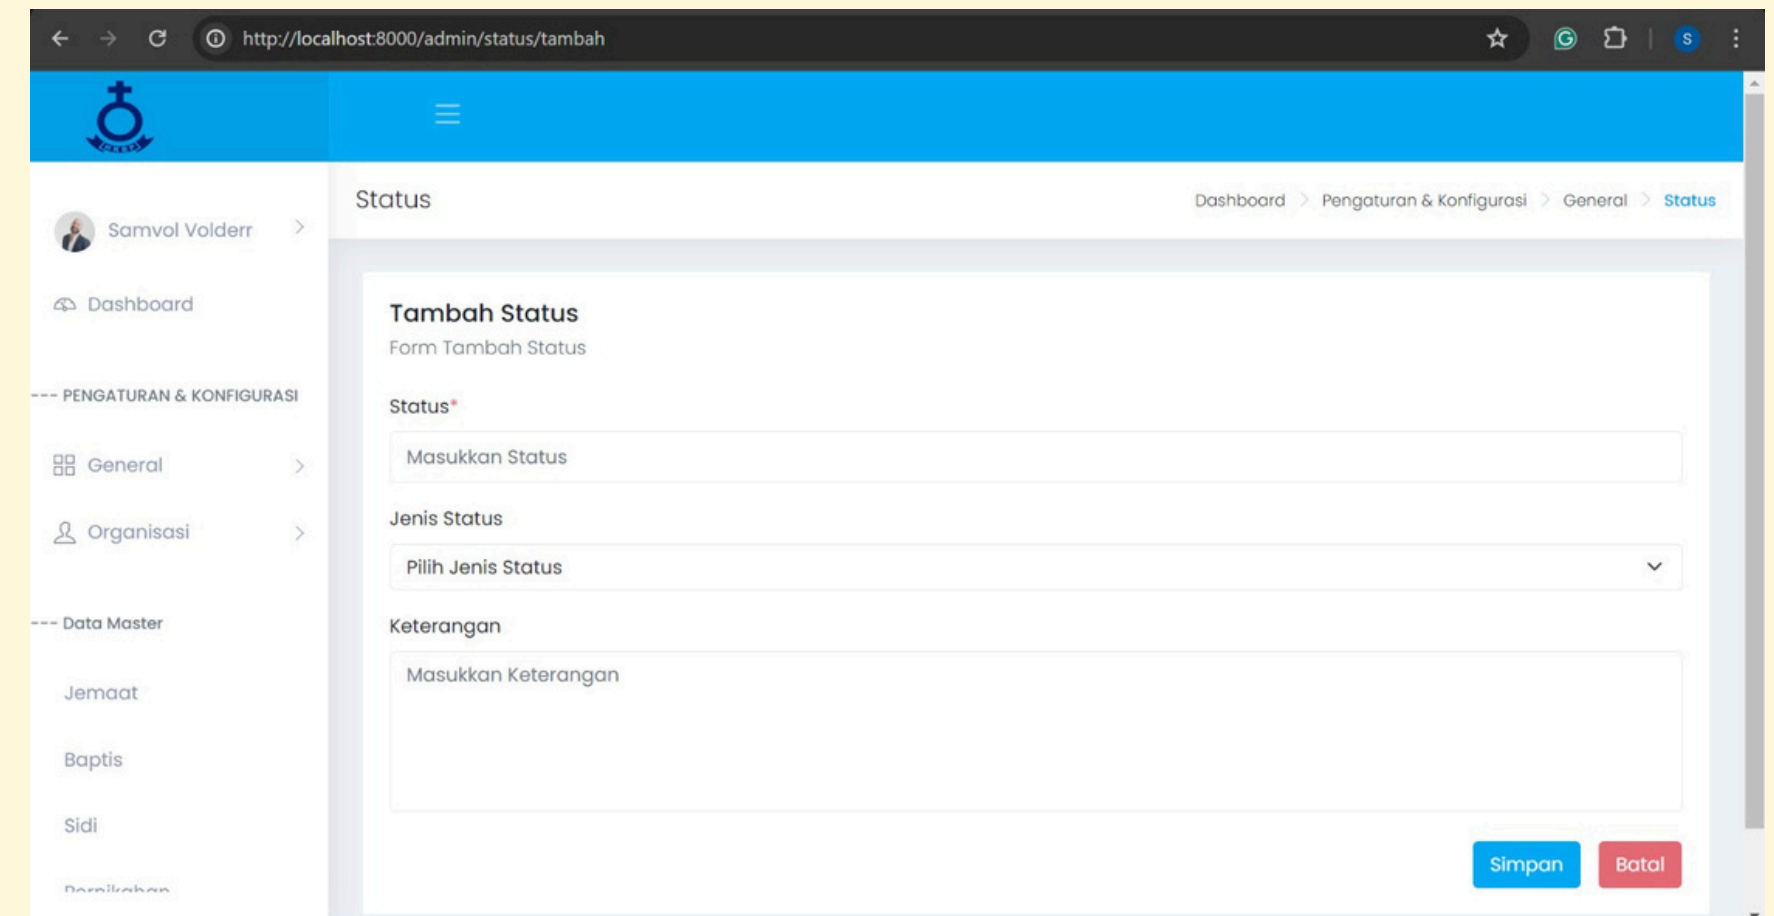 http://localhost:8000/admin/status/tambah
S
Status
Dashboard > Pengaturan & Konfigurasi > General > Status
Samvol Volderr
Dashboard
--- PENGATURAN & KONFIGURASI
General
Organisasi
--- Data Master
Jemaat
Baptis
Sidi
Pernikahan
Tambah Status
Form Tambah Status
Status*
Masukkan Status
Jenis Status
Pilih Jenis Status
Keterangan
Masukkan Keterangan
Simpan
Batal